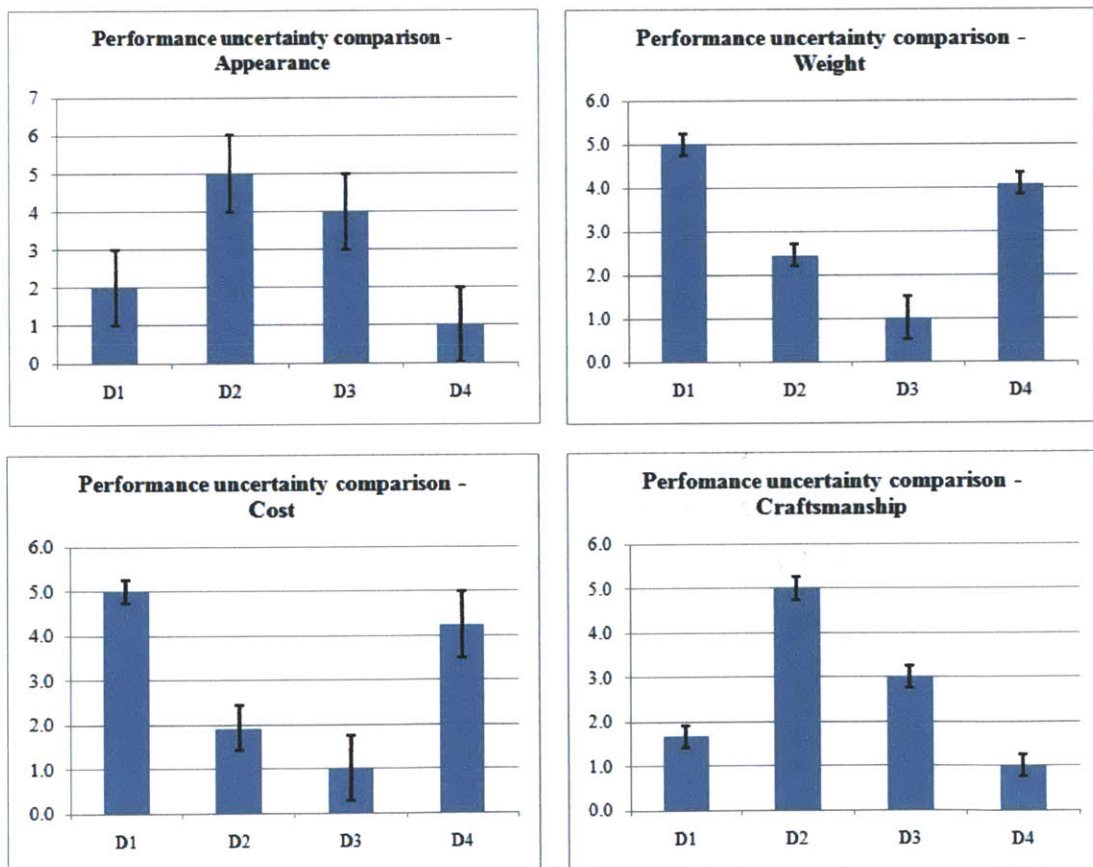 Performance uncertainty comparison -
Appearance
7
6
5
4
3
2
1
0
D1 D2 D3 D4
Performance uncertainty comparison -
Weight
6.0
5.0
4.0
3.0
2.0
1.0
0.0
D1 D2 D3 D4
Performance uncertainty comparison -
Cost
6.0
5.0
4.0
3.0
2.0
1.0
0.0
D1 D2 D3 D4
Perfomance uncertainty comparison -
Craftsmanship
6.0
5.0
4.0
3.0
2.0
1.0
0.0
D1 D2 D3 D4